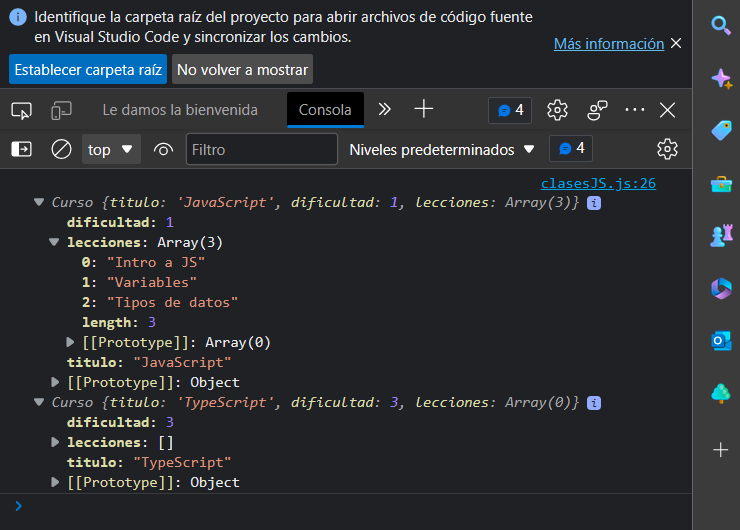 Identifique la carpeta raíz del proyecto para abrir archivos de código fuente
en Visual Studio Code y sincronizar los cambios.
Más información
Establecer carpeta raíz
No volver a mostrar
Le damos la bienvenida
Consola
4
top
Filtro
Niveles predeterminados
4
clasesJS.js:26
Curso {titulo: 'JavaScript', dificultad: 1, lecciones: Array(3)} i
dificultad: 1
lecciones: Array(3)
0: "Intro a JS"
1: "Variables"
2: "Tipos de datos"
length: 3
[[Prototype]]: Array(0)
titulo: "JavaScript"
[[Prototype]]: Object
Curso {titulo: 'TypeScript', dificultad: 3, lecciones: Array(0)} i
dificultad: 3
lecciones: []
titulo: "TypeScript"
[[Prototype]]: Object